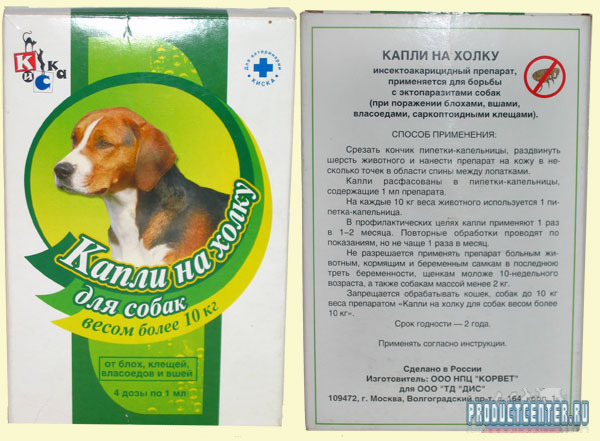 КиСка
Для ветеринарии
КИСКА
Капли на холку
для собак
весом более 10 кг
от блох, клещей,
власоедов и вшей
4 дозы по 1 мл
КАПЛИ НА ХОЛКУ
инсектоакарицидный препарат,
применяется для борьбы
с эктопаразитами собак
(при поражении блохами, вшами,
власоедами, саркоптоидными клещами).
СПОСОБ ПРИМЕНЕНИЯ:
Срезать кончик пипетки-капельницы, раздвинуть
шерсть животного и нанести препарат на кожу в не-
сколько точек в области спины между лопатками.
Капли расфасованы в пипетки-капельницы,
содержащие 1 мл препарата.
На каждые 10 кг веса животного используют 1 пи-
петка-капельница.
В профилактических целях капли применяют 1 раз
в 1–2 месяца. Повторные обработки проводят по
показаниям, но не чаще 1 раза в месяц.
Не разрешается применять препарат больным жи-
вотным, кормящим и беременным самкам в последнюю
треть беременности, щенкам моложе 10-недельного
возраста, а также собакам массой менее 2 кг.
Запрещается обрабатывать кошек, собак до 10 кг
веса препаратом «Капли на холку для собак весом более
10 кг».
Срок годности — 2 года.
Применять согласно инструкции.
Сделано в России
Изготовитель: ООО НПЦ "КОРВЕТ"
для ООО "ТД "ДИС"
109472, г. Москва, Волгоградский пр-т, 164, корп.
PRODUCTCENTER.RU